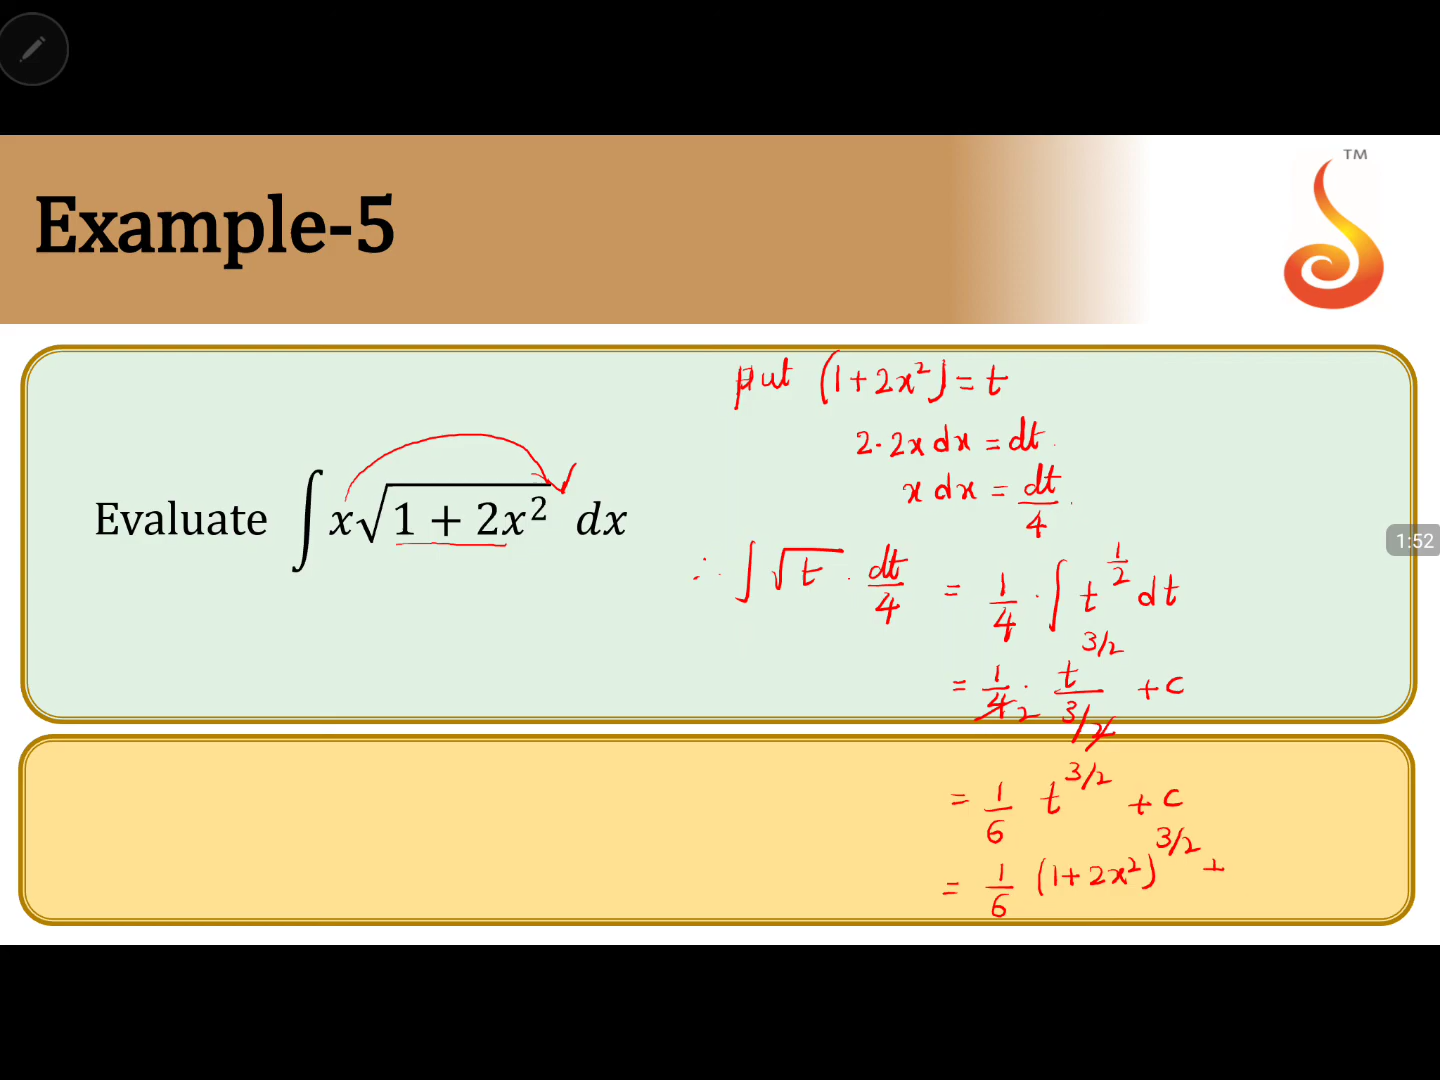 TM
Example-5
Evaluate ∫ x√(1 + 2x²) dx
put (1+2x²) = t
2·2x dx = dt
x dx = dt/4
∴ ∫ √t · dt/4 = 1/4 · ∫ t^(1/2) dt
= 1/4 · t^(3/2) / (3/2) + c
2
= 1/6 t^(3/2) + c
= 1/6 (1+2x²)^(3/2) +
1:52